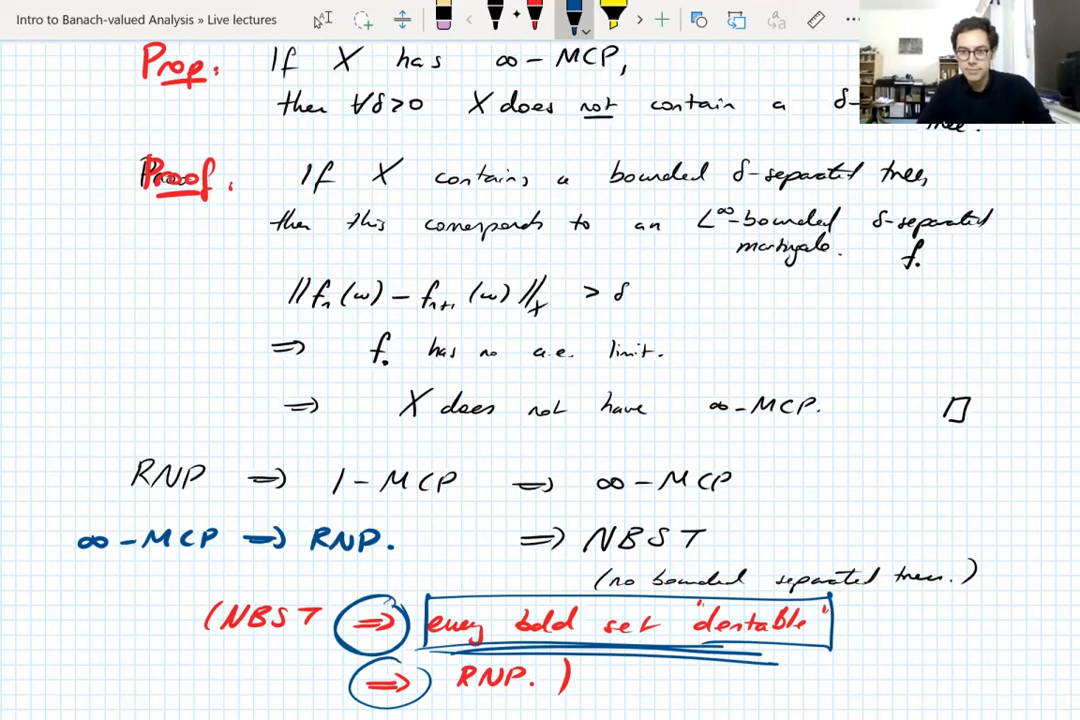 Intro to Banach-valued Analysis » Live lectures
Prop. If X has ∞-MCP,
then ∀δ>0 X does not contain a δ-
tree.
Proof. If X contains a bounded δ-separated tree,
then this corresponds to an L^∞-bounded δ-separated
martingale. f.
||f_n(ω) - f_{n+1}(ω)||_X > δ
⇒ f. has no a.e. limit.
⇒ X does not have ∞-MCP. □
RNP ⇒ 1-MCP ⇒ ∞-MCP
∞-MCP ⇒ RNP. ⇒ NBST
(no bounded separated trees.)
(NBST ⇒ every bdd set "dentable"
⇒ RNP.)